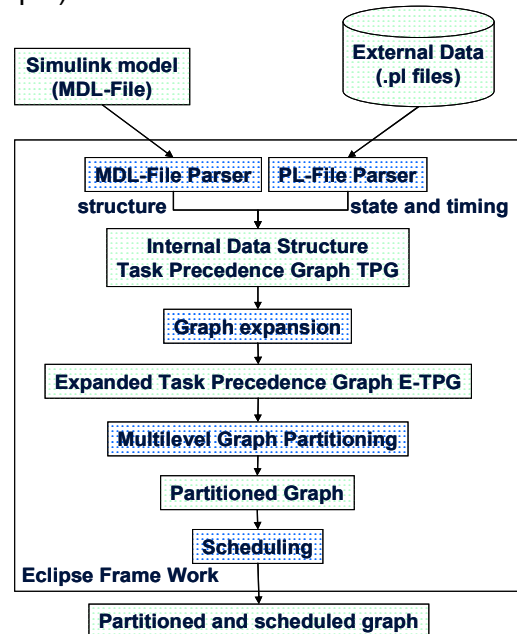 Simulink model
(MDL-File)
External Data
(.pl files)
MDL-File Parser
PL-File Parser
structure
state and timing
Internal Data Structure
Task Precedence Graph TPG
Graph expansion
Expanded Task Precedence Graph E-TPG
Multilevel Graph Partitioning
Partitioned Graph
Scheduling
Eclipse Frame Work
Partitioned and scheduled graph